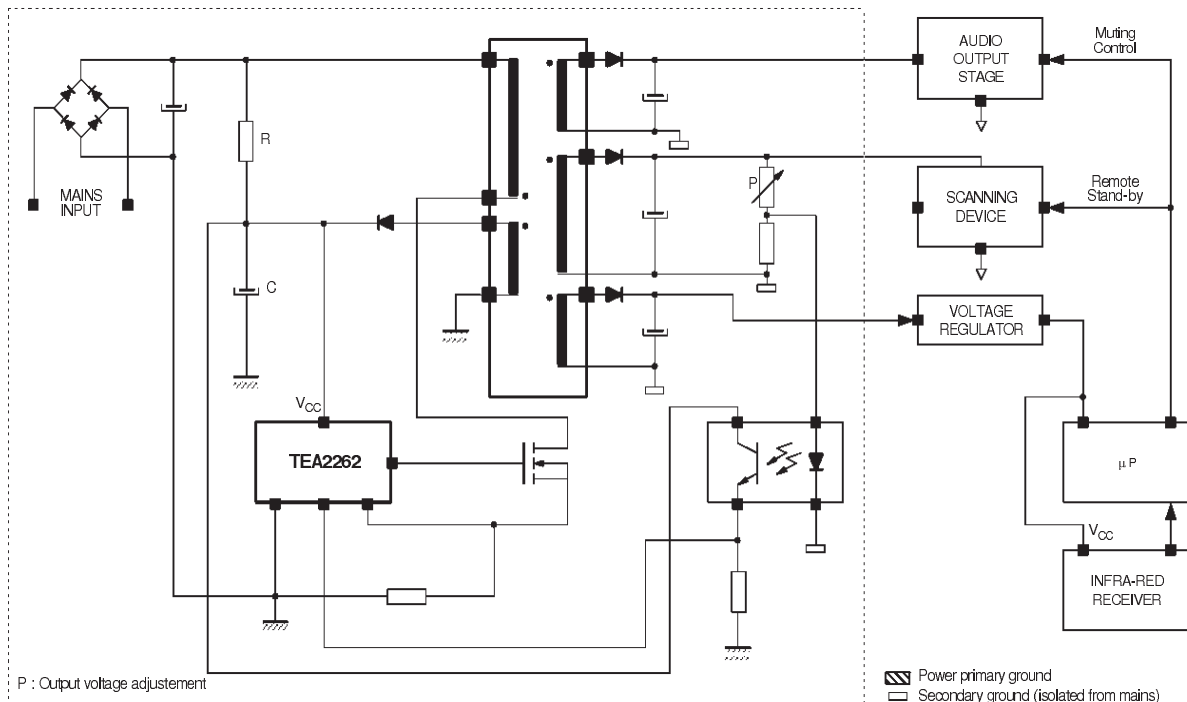 AUDIO
OUTPUT
STAGE
Muting
Control
R
MAINS
INPUT
P
SCANNING
DEVICE
Remote
Stand-by
C
VOLTAGE
REGULATOR
VCC
TEA2262
μP
VCC
INFRA-RED
RECEIVER
P : Output voltage adjustement
Power primary ground
Secondary ground (isolated from mains)